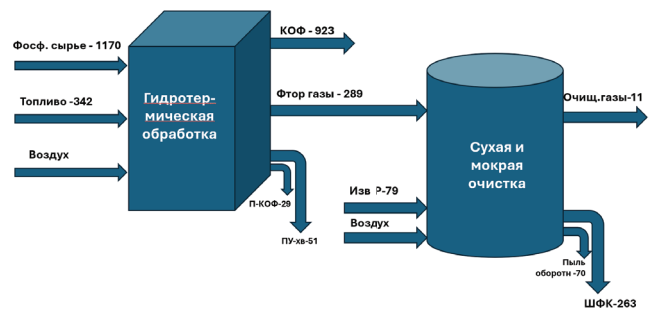 Фосф. сырье - 1170
КОФ - 923
Топливо -342
Гидротер-
мическая
обработка
Фтор газы - 289
Очищ.газы-11
Воздух
Сухая и
мокрая
очистка
П-КОФ-29
Изв Р-79
ПУ-хв-51
Воздух
Пыль
оборотн -70
ШФК-263